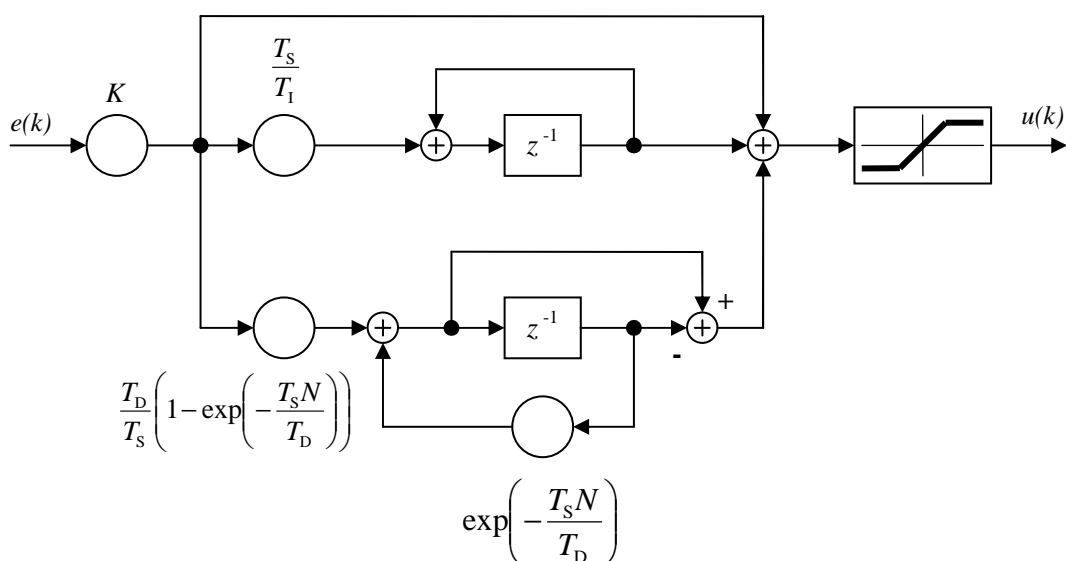 K
T_S/T_I
e(k)
z^-1
u(k)
+
+
+
+
z^-1
+
-
T_D/T_S (1 − exp(−T_S N/T_D))
exp(−T_S N/T_D)